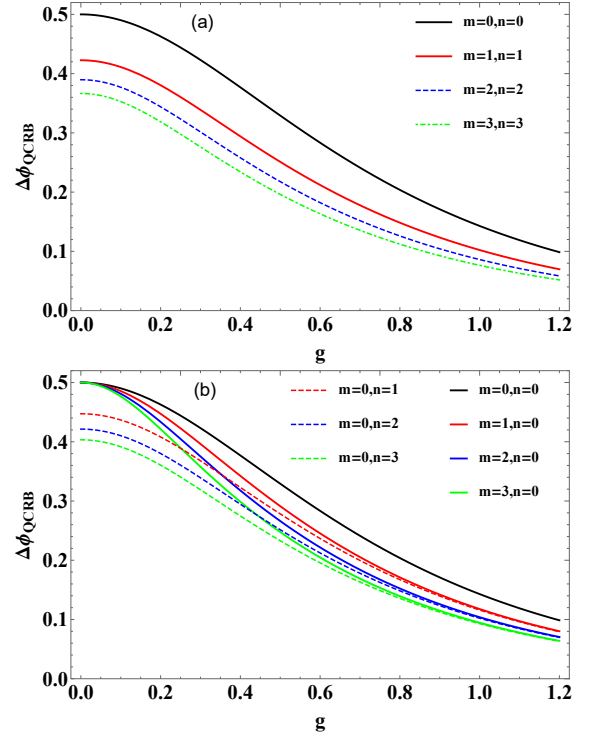 (a)
m=0,n=0
m=1,n=1
m=2,n=2
m=3,n=3
0.5
0.4
0.3
0.2
0.1
0.0
ΔϕQCRB
0.0 0.2 0.4 0.6 0.8 1.0 1.2
g
(b)
m=0,n=1 m=0,n=0
m=0,n=2 m=1,n=0
m=0,n=3 m=2,n=0
m=3,n=0
0.5
0.4
0.3
0.2
0.1
0.0
ΔϕQCRB
0.0 0.2 0.4 0.6 0.8 1.0 1.2
g